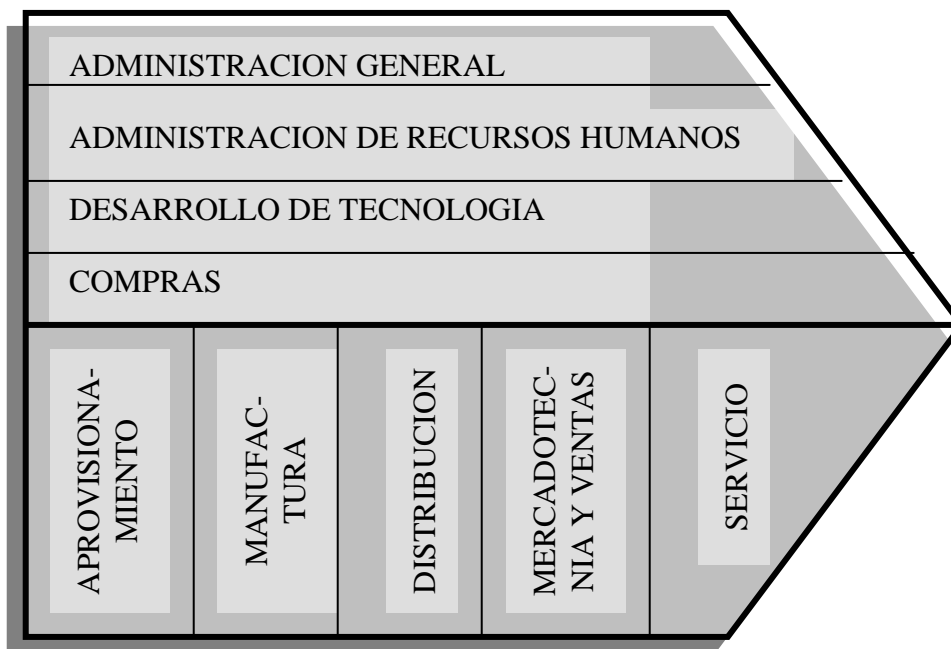 ADMINISTRACION GENERAL
ADMINISTRACION DE RECURSOS HUMANOS
DESARROLLO DE TECNOLOGIA
COMPRAS
APROVISIONA-
MIENTO
MANUFAC-
TURA
DISTRIBUCION
MERCADOTEC-
NIA Y VENTAS
SERVICIO